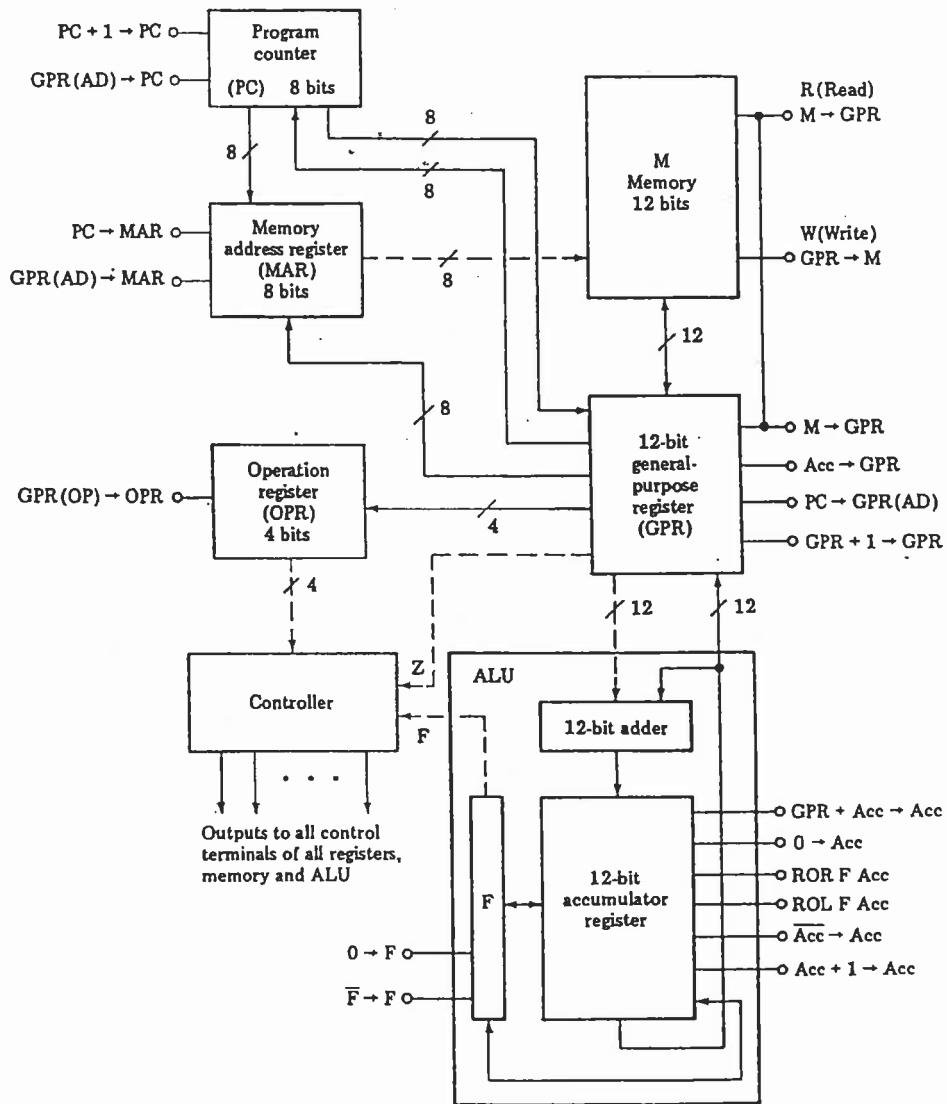 PC + 1 → PC
GPR(AD) → PC
Program
counter
(PC) 8 bits
8
8
8
R(Read)
M → GPR
M
Memory
12 bits
W(Write)
GPR → M
PC → MAR
GPR(AD) → MAR
Memory
address register
(MAR)
8 bits
8
12
8
GPR(OP) → OPR
Operation
register
(OPR)
4 bits
4
12-bit
general-
purpose
register
(GPR)
M → GPR
Acc → GPR
PC → GPR(AD)
GPR + 1 → GPR
4
12
12
Z
Controller
F
ALU
12-bit adder
Outputs to all control
terminals of all registers,
memory and ALU
F
12-bit
accumulator
register
GPR + Acc → Acc
0 → Acc
ROR F Acc
ROL F Acc
A̅c̅c̅ → Acc
Acc + 1 → Acc
0 → F
F̅ → F